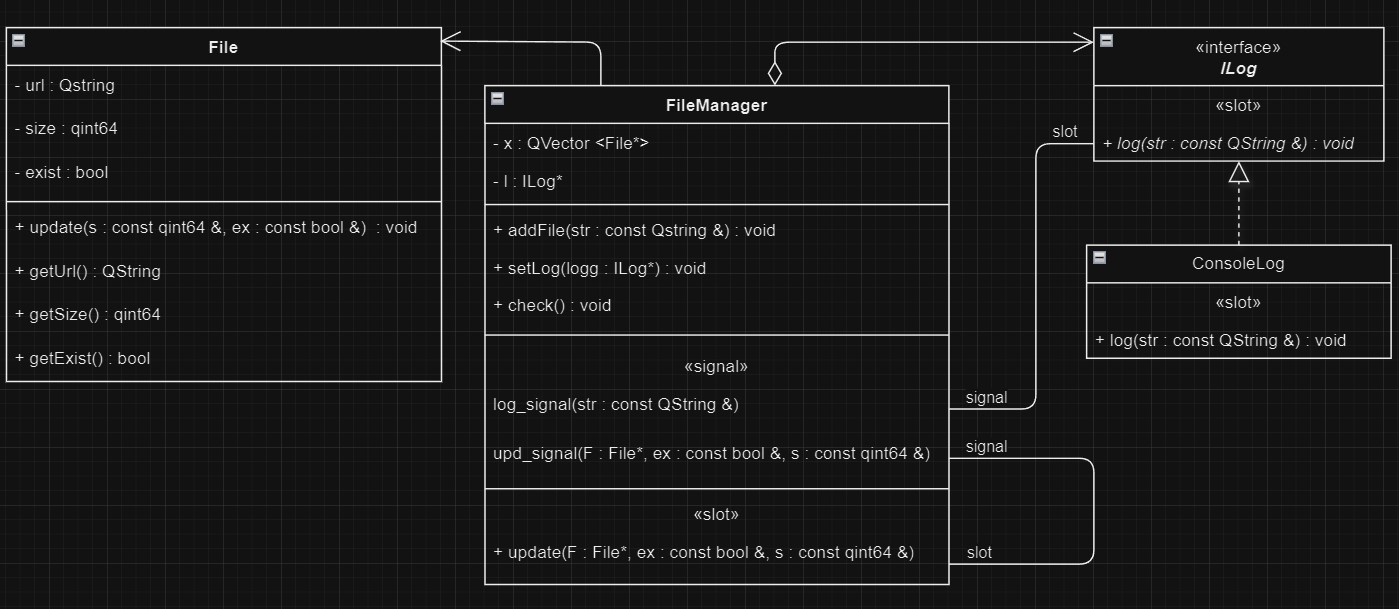 File
- url : Qstring
- size : qint64
- exist : bool
+ update(s : const qint64 &, ex : const bool &)  : void
+ getUrl() : QString
+ getSize() : qint64
+ getExist() : bool
FileManager
- x : QVector <File*>
- l : ILog*
+ addFile(str : const Qstring &) : void
+ setLog(logg : ILog*) : void
+ check() : void
«signal»
log_signal(str : const QString &)
upd_signal(F : File*, ex : const bool &, s : const qint64 &)
«slot»
+ update(F : File*, ex : const bool &, s : const qint64 &)
«interface»
ILog
«slot»
+ log(str : const QString &) : void
ConsoleLog
«slot»
+ log(str : const QString &) : void
slot
signal
signal
slot